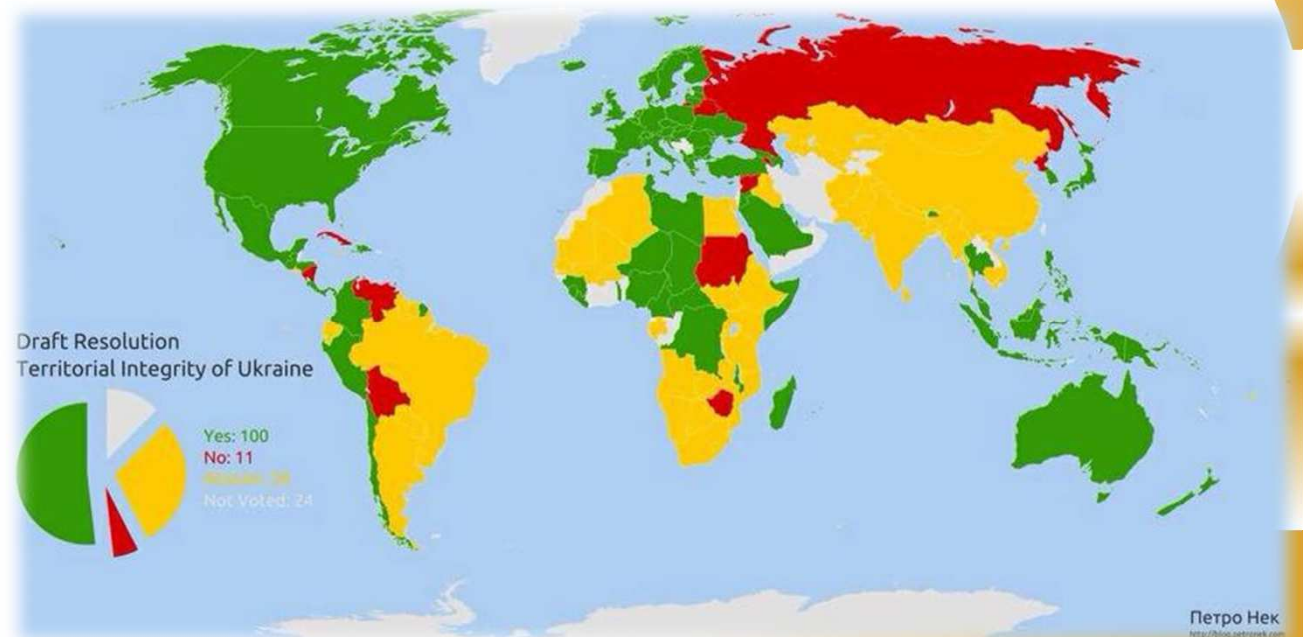 Draft Resolution
Territorial Integrity of Ukraine
Yes: 100
No: 11
Not Voted: 24
Петро Нек